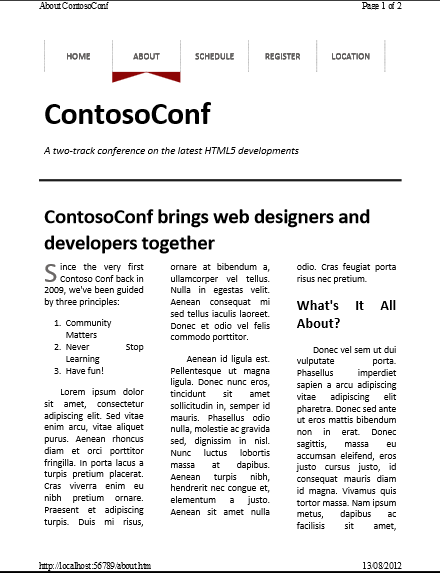 About ContosoConf
Page 1 of 2
HOME ABOUT SCHEDULE REGISTER LOCATION
ContosoConf
A two-track conference on the latest HTML5 developments
ContosoConf brings web designers and
developers together
Since the very first
Conto Conf back in
2009, we've been guided
by three principles:
1. Community
Matters
2. Never Stop
Learning
3. Have fun!
Lorem ipsum dolor
sit amet, consectetur
adipiscing elit. Sed vitae
enim arcu, vitae aliquet
purus. Aenean rhoncus
diam et orci porttitor
fringilla. In porta lacus a
turpis pretium placerat.
Cras viverra enim eu
nibh pretium ornare.
Praesent et adipiscing
turpis. Duis mi risus,
ornare at bibendum a,
ullamcorper vel tellus.
Nulla in egestas velit.
Aenean consequat mi
sed tellus iaculis laoreet.
Donec et odio vel felis
commodo porttitor.
Aenean id ligula est.
Pellentesque ut magna
ligula. Donec nunc eros,
tincidunt sit amet
sollicitudin in, semper id
mauris. Phasellus odio
nulla, molestie ac gravida
sed, dignissim in nisl.
Nunc luctus lobortis
massa at dapibus.
Aenean turpis nibh,
hendrerit nec congue et,
elementum a justo.
Aenean sit amet nulla
odio. Cras feugiat porta
risus nec pretium.
What's It All
About?
Donec vel sem ut dui
vulputate porta.
Phasellus imperdiet
sapien a arcu adipiscing
vitae adipiscing elit
pharetra. Donec sed ante
ut eros mattis bibendum
non in erat. Donec
sagittis, massa eu
accumsan eleifend, eros
justo cursus justo, id
consequat mauris diam
id magna. Vivamus quis
tortor massa. Nam ipsum
metus, dapibus ac
facilisis sit amet,
http://localhost:56789/about.htm
13/08/2012